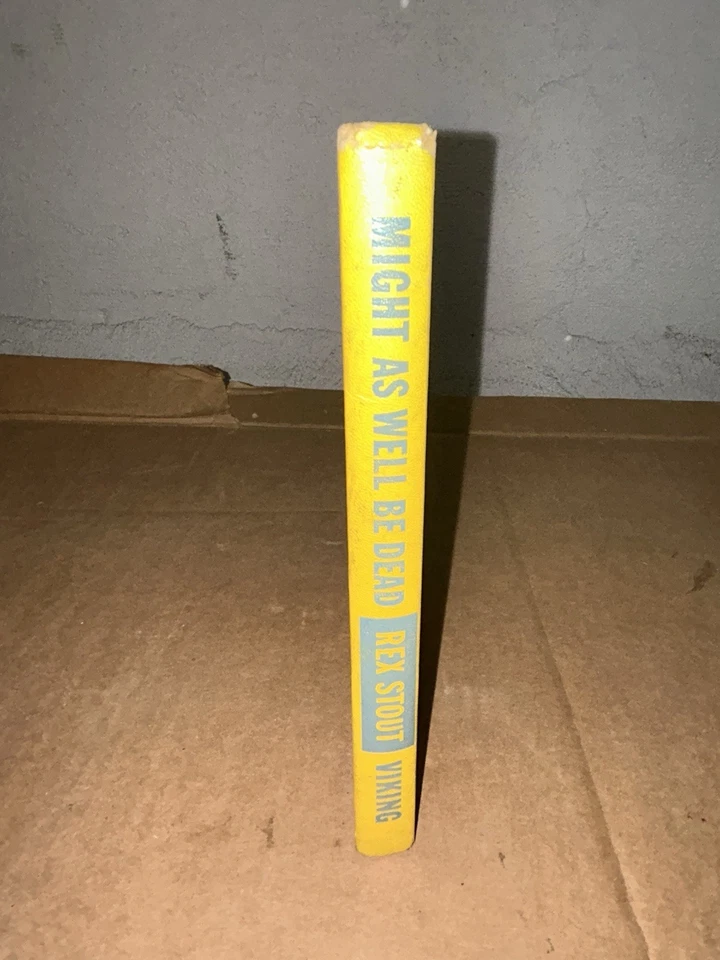 MIGHT AS WELL BE DEAD
REX STOUT
VIKING